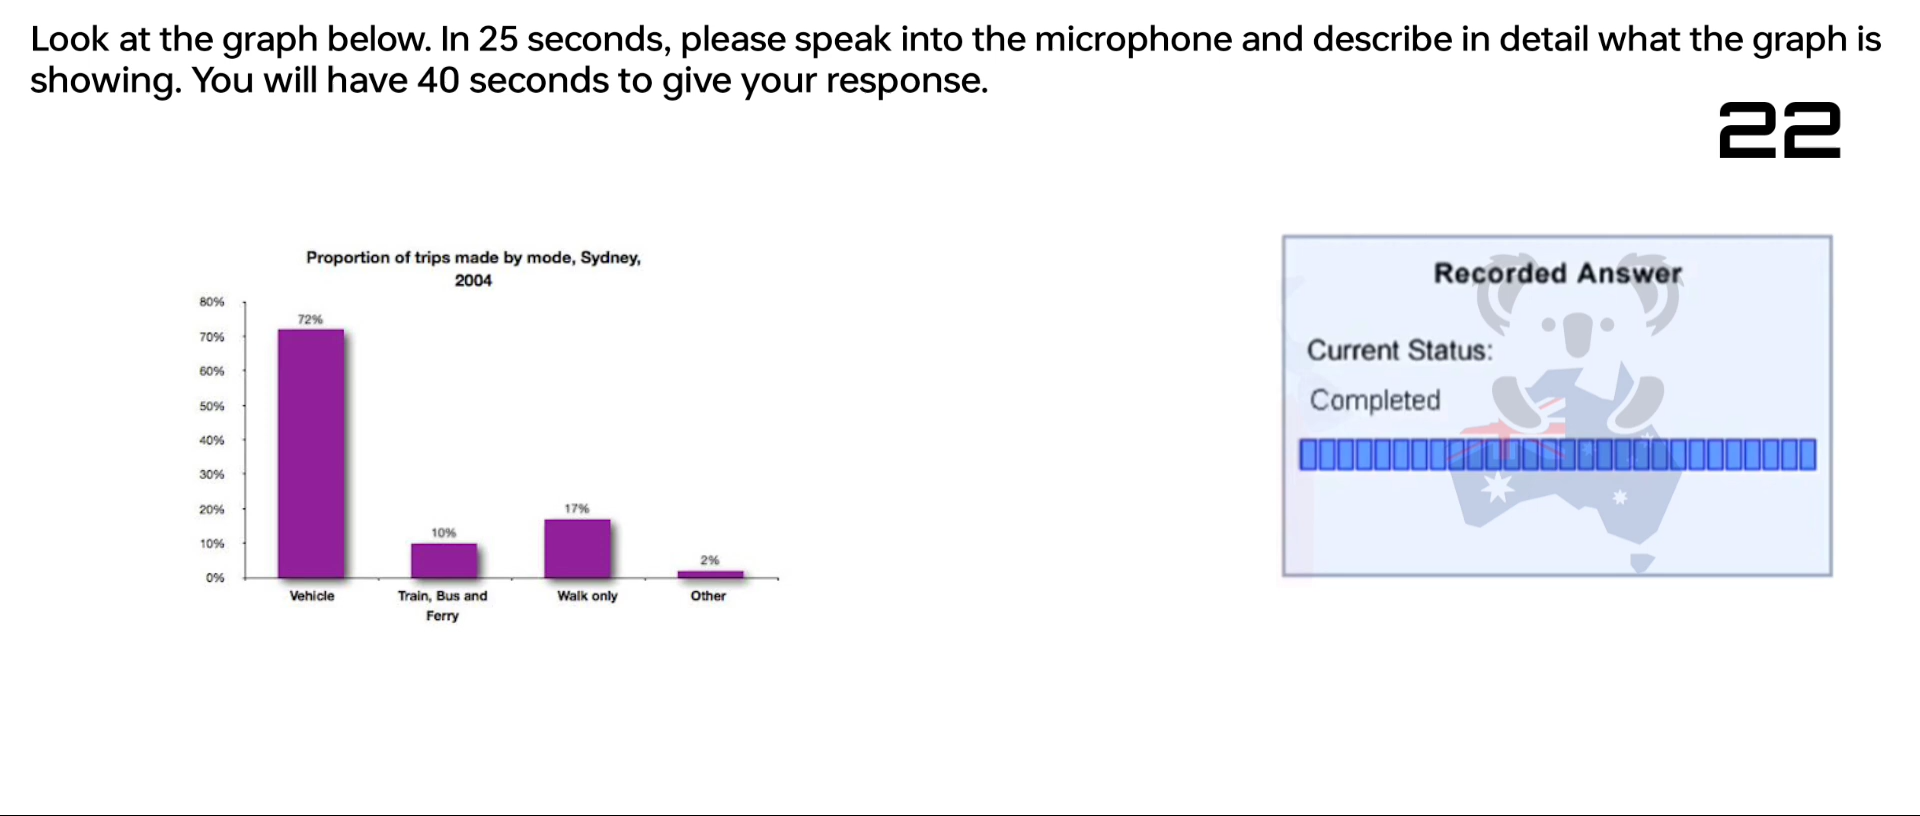 Look at the graph below. In 25 seconds, please speak into the microphone and describe in detail what the graph is
showing. You will have 40 seconds to give your response.
22
Proportion of trips made by mode, Sydney,
2004
80%
70%
60%
50%
40%
30%
20%
10%
0%
72%
10%
17%
2%
Vehicle
Train, Bus and
Ferry
Walk only
Other
Recorded Answer
Current Status:
Completed